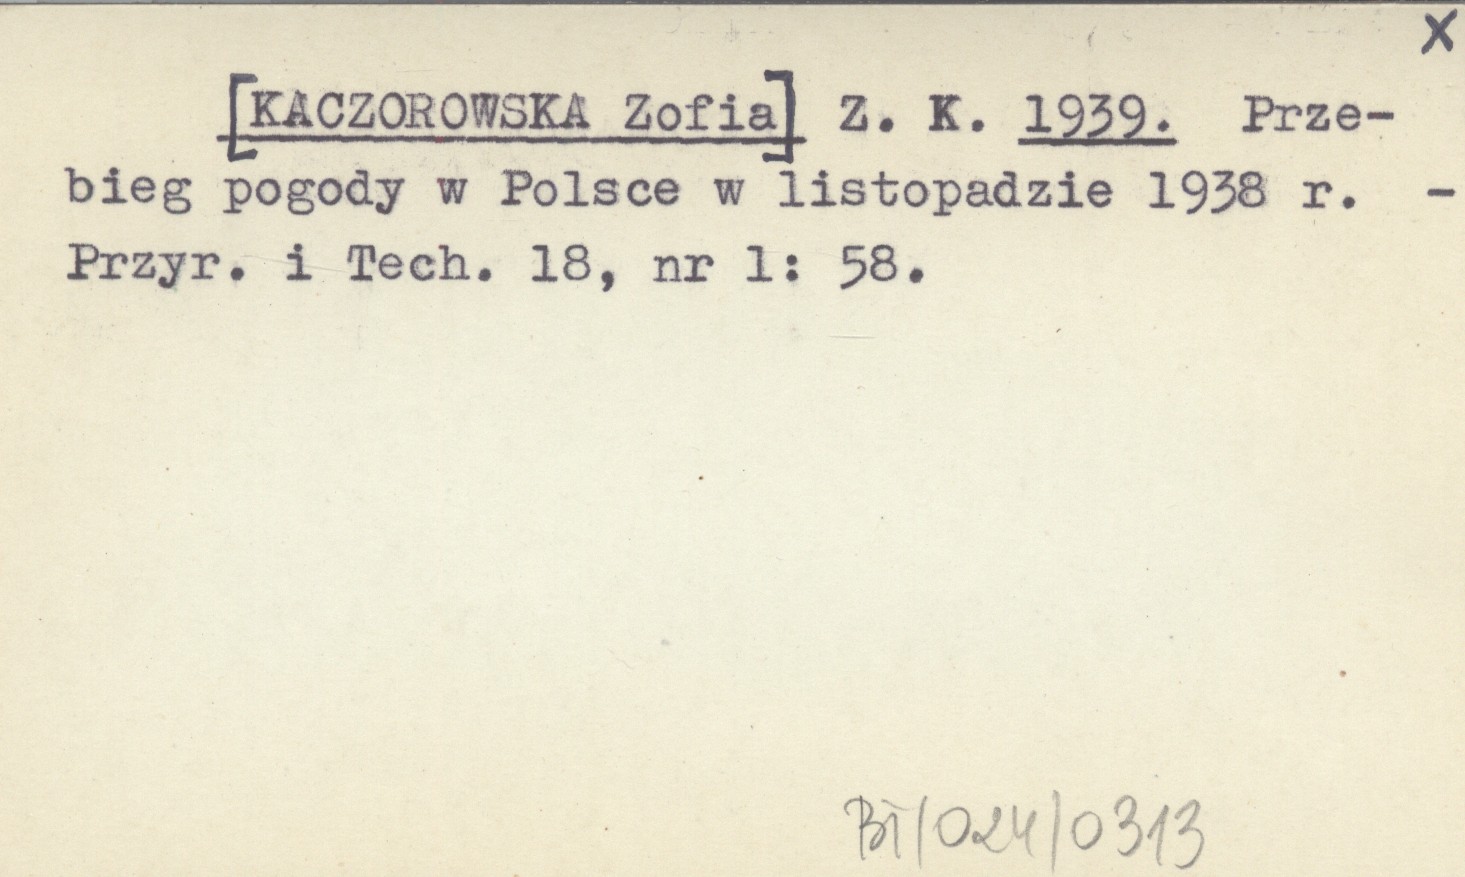 X
[KACZOROWSKA Zofia] Z. K. 1939. Prze-
bieg pogody w Polsce w listopadzie 1938 r. -
Przyr. i Tech. 18, nr 1: 58.
BI/024/0313